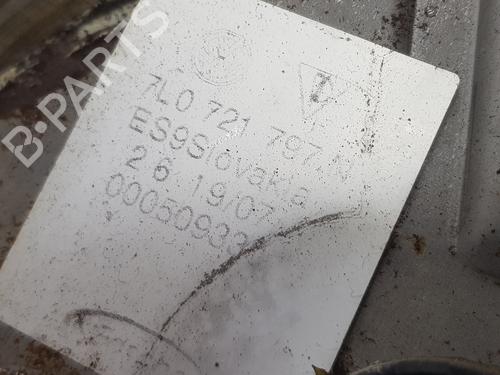 B-PARTS
7L0 721 797 N
ES9Slovakia
26 19/07
00050933